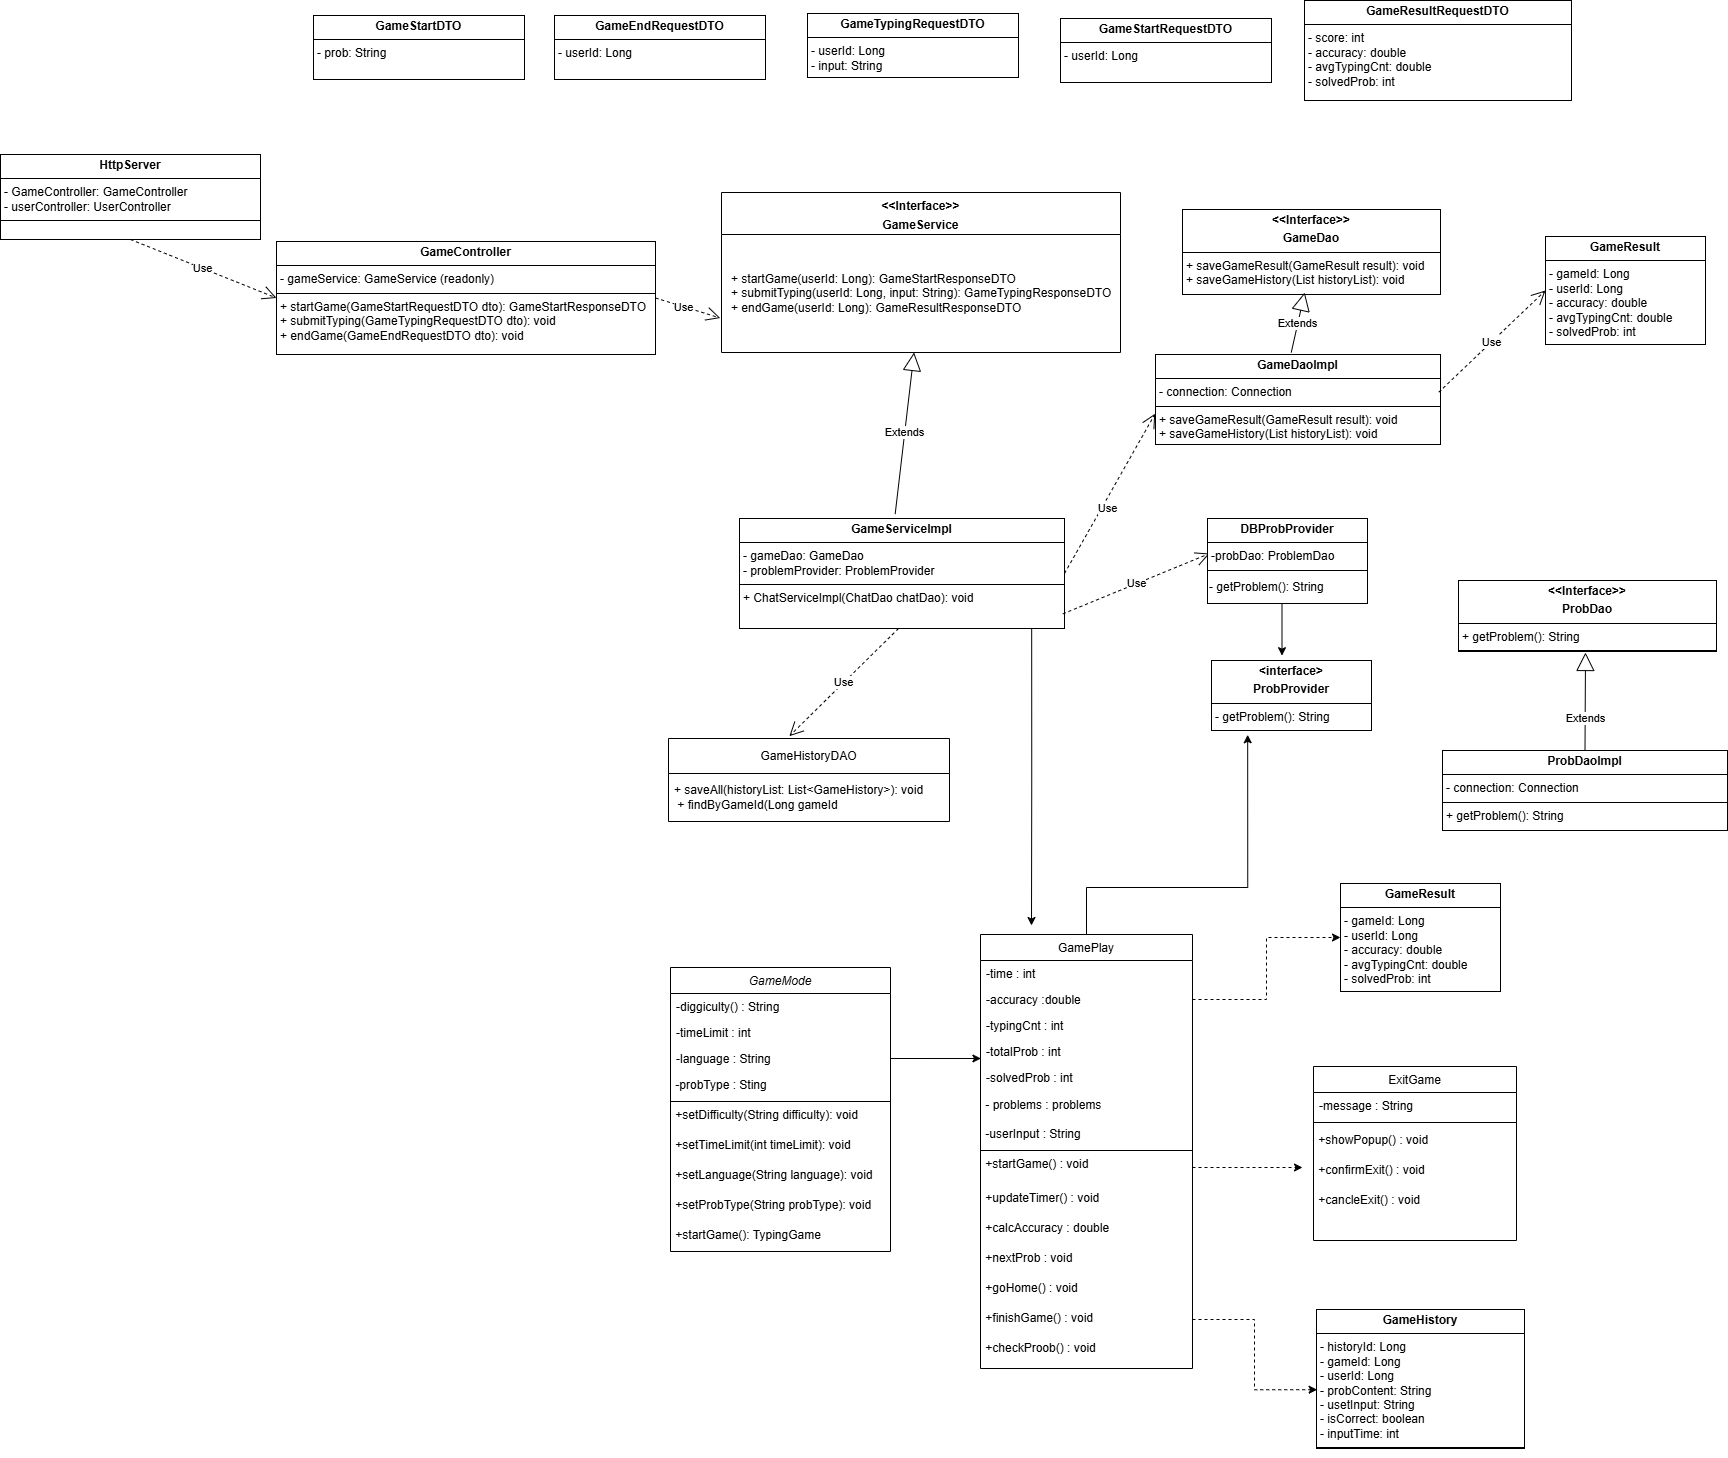 GameStartDTO
- prob: String
GameEndRequestDTO
- userId: Long
GameTypingRequestDTO
- userId: Long
- input: String
GameStartRequestDTO
- userId: Long
GameResultRequestDTO
- score: int
- accuracy: double
- avgTypingCnt: double
- solvedProb: int
HttpServer
- GameController: GameController
- userController: UserController
Use
GameController
- gameService: GameService (readonly)
+ startGame(GameStartRequestDTO dto): GameStartResponseDTO
+ submitTyping(GameTypingRequestDTO dto): void
+ endGame(GameEndRequestDTO dto): void
Use
<<Interface>>
GameService
+ startGame(userId: Long): GameStartResponseDTO
+ submitTyping(userId: Long, input: String): GameTypingResponseDTO
+ endGame(userId: Long): GameResultResponseDTO
<<Interface>>
GameDao
+ saveGameResult(GameResult result): void
+ saveGameHistory(List historyList): void
Extends
GameDaoImpl
- connection: Connection
+ saveGameResult(GameResult result): void
+ saveGameHistory(List historyList): void
Use
GameResult
- gameId: Long
- userId: Long
- accuracy: double
- avgTypingCnt: double
- solvedProb: int
Extends
GameServiceImpl
- gameDao: GameDao
- problemProvider: ProblemProvider
+ ChatServiceImpl(ChatDao chatDao): void
Use
Use
DBProbProvider
-probDao: ProblemDao
- getProblem(): String
<interface>
ProbProvider
- getProblem(): String
<<Interface>>
ProbDao
+ getProblem(): String
Extends
ProbDaoImpl
- connection: Connection
+ getProblem(): String
Use
GameHistoryDAO
+ saveAll(historyList: List<GameHistory>): void
+ findByGameId(Long gameId
GameMode
-diggiculty() : String
-timeLimit : int
-language : String
-probType : Sting
+setDifficulty(String difficulty): void
+setTimeLimit(int timeLimit): void
+setLanguage(String language): void
+setProbType(String probType): void
+startGame(): TypingGame
GamePlay
-time : int
-accuracy :double
-typingCnt : int
-totalProb : int
-solvedProb : int
- problems : problems
-userInput : String
+startGame() : void
+updateTimer() : void
+calcAccuracy : double
+nextProb : void
+goHome() : void
+finishGame() : void
+checkProob() : void
GameResult
- gameId: Long
- userId: Long
- accuracy: double
- avgTypingCnt: double
- solvedProb: int
ExitGame
-message : String
+showPopup() : void
+confirmExit() : void
+cancleExit() : void
GameHistory
- historyId: Long
- gameId: Long
- userId: Long
- probContent: String
- usetInput: String
- isCorrect: boolean
- inputTime: int